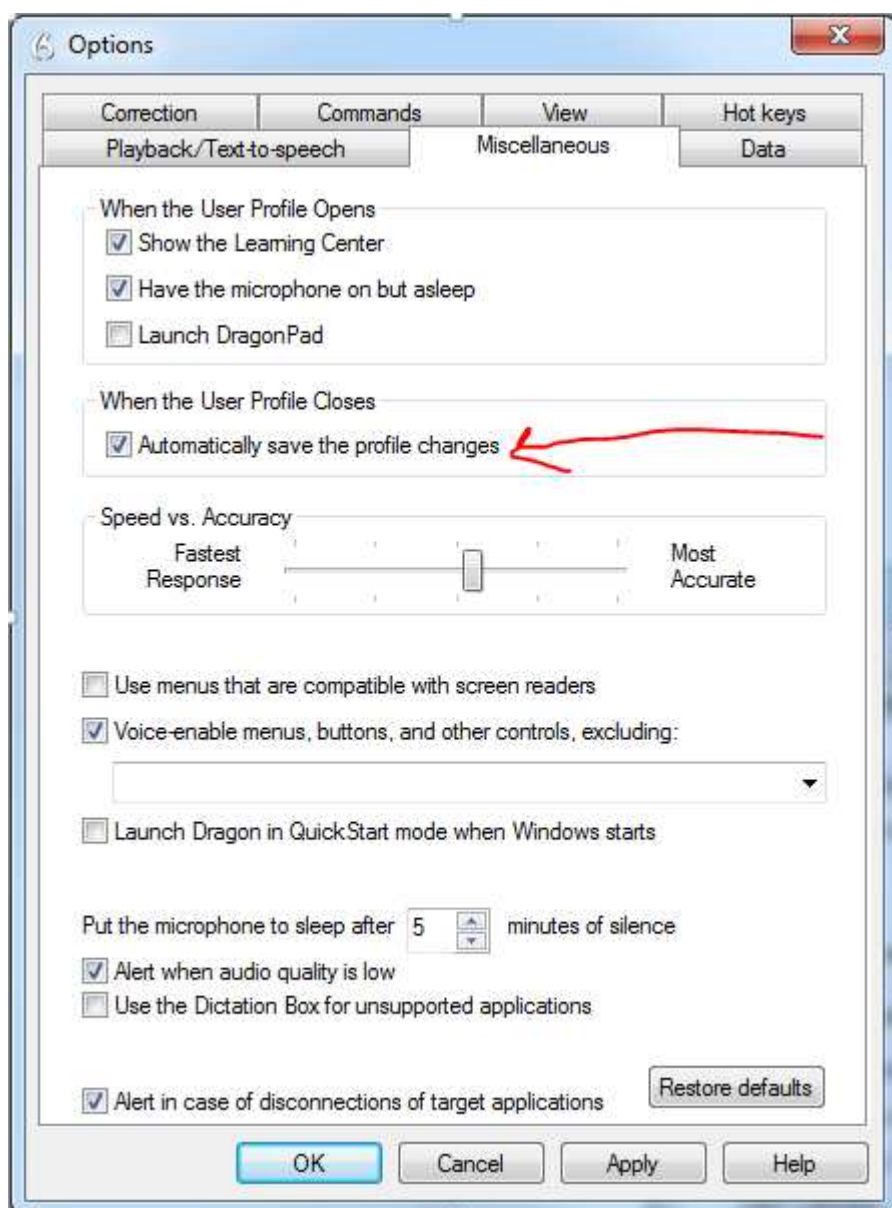 Options
Correction Commands View Hot keys
Playback/Text-to-speech Miscellaneous Data
When the User Profile Opens
Show the Learning Center
Have the microphone on but asleep
Launch DragonPad
When the User Profile Closes
Automatically save the profile changes
Speed vs. Accuracy
Fastest Most
Response Accurate
Use menus that are compatible with screen readers
Voice-enable menus, buttons, and other controls, excluding:
Launch Dragon in QuickStart mode when Windows starts
Put the microphone to sleep after 5 minutes of silence
Alert when audio quality is low
Use the Dictation Box for unsupported applications
Restore defaults
Alert in case of disconnections of target applications
OK Cancel Apply Help